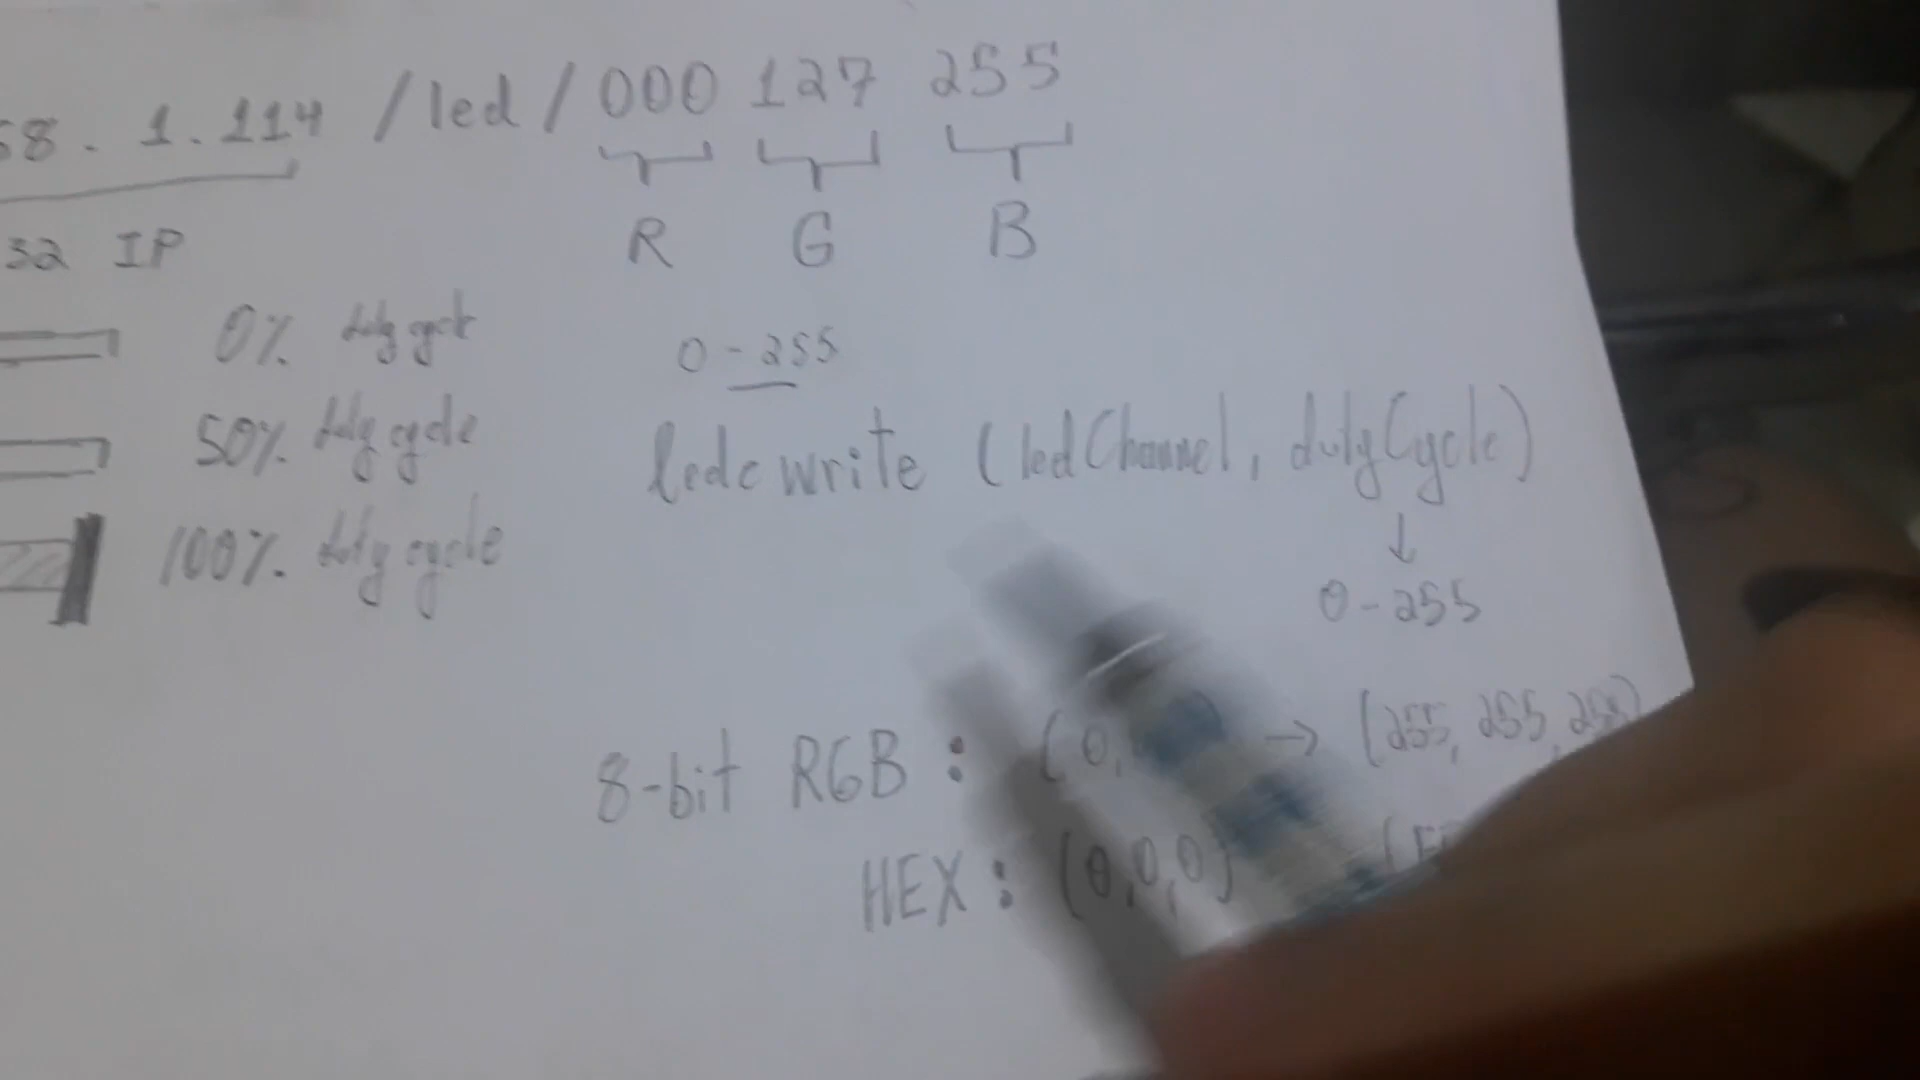 68.1.114 /led/000 127 255
R G B
32 IP
0% duty cycle
0-255
50% duty cycle
ledcwrite (ledChannel, dutyCycle)
100% duty cycle
0-255
8-bit RGB: (0, → (255, 255, 255)
HEX: (0,0,0)